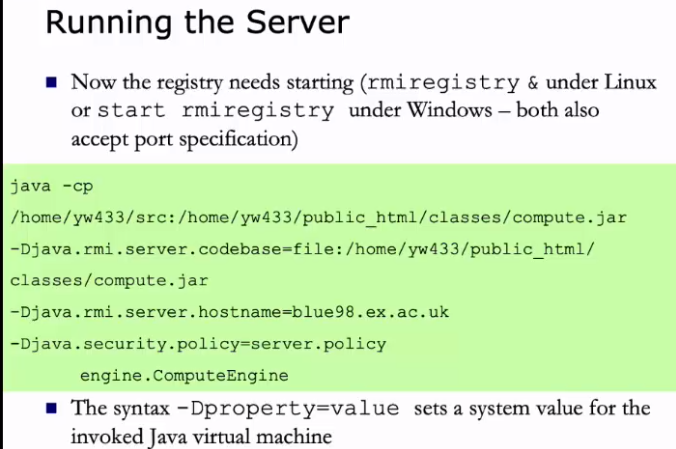 Running the Server
■ Now the registry needs starting (rmiregistry & under Linux
or start rmiregistry under Windows – both also
accept port specification)
java -cp
/home/yw433/src:/home/yw433/public_html/classes/compute.jar
-Djava.rmi.server.codebase=file:/home/yw433/public_html/
classes/compute.jar
-Djava.rmi.server.hostname=blue98.ex.ac.uk
-Djava.security.policy=server.policy
engine.ComputeEngine
■ The syntax -Dproperty=value sets a system value for the
invoked Java virtual machine